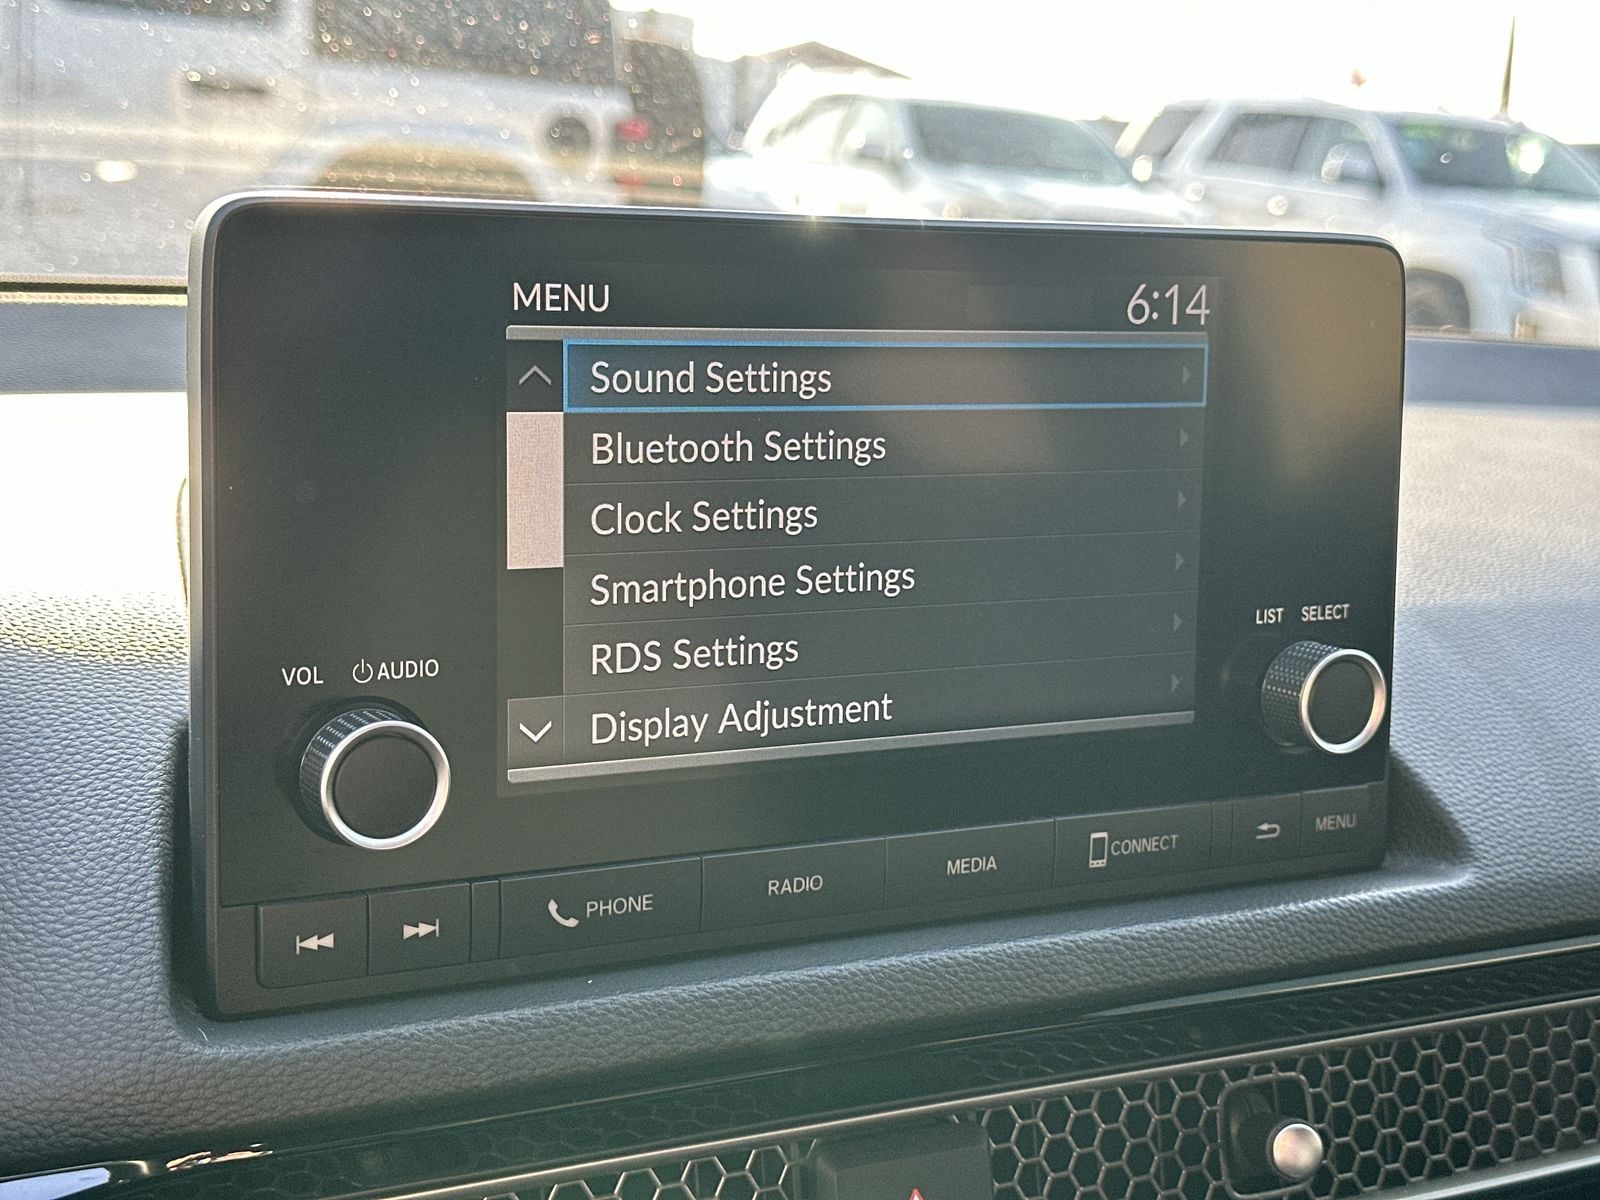 MENU
6:14
Sound Settings
Bluetooth Settings
Clock Settings
Smartphone Settings
RDS Settings
Display Adjustment
VOL AUDIO
LIST SELECT
PHONE
RADIO
MEDIA
CONNECT
MENU